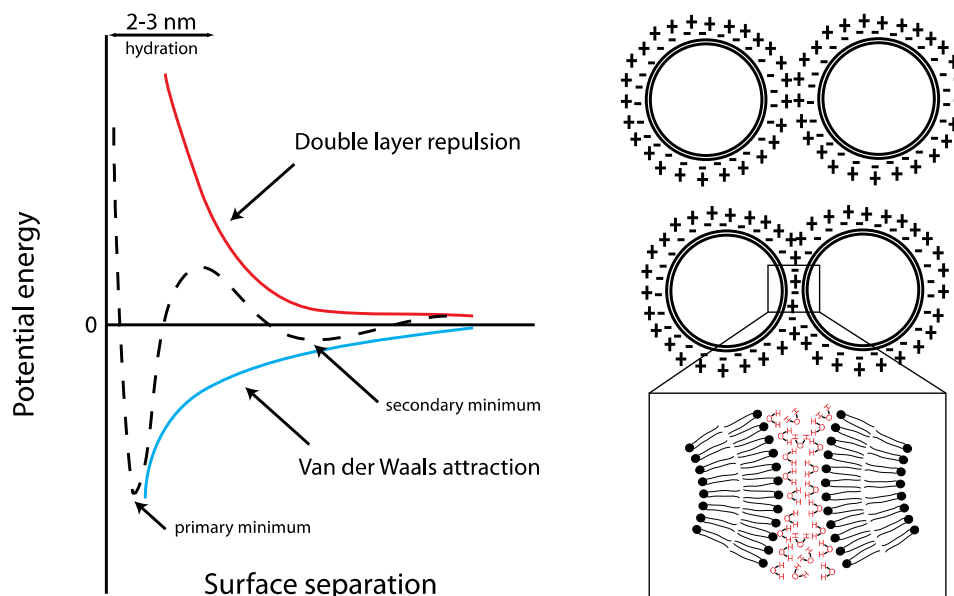 2-3 nm
hydration
Double layer repulsion
Potential energy
0
secondary minimum
Van der Waals attraction
primary minimum
Surface separation